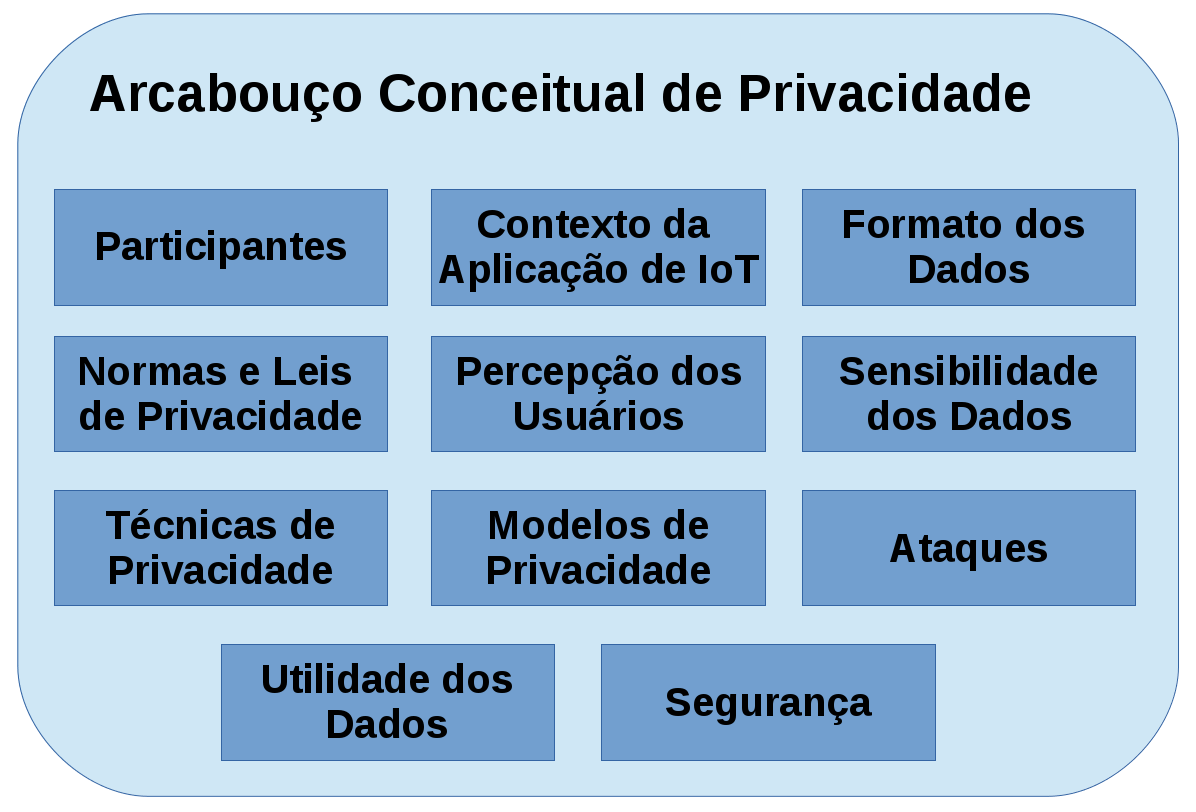 Arcabouço Conceitual de Privacidade
Participantes
Contexto da
Aplicação de IoT
Formato dos
Dados
Normas e Leis
de Privacidade
Percepção dos
Usuários
Sensibilidade
dos Dados
Técnicas de
Privacidade
Modelos de
Privacidade
Ataques
Utilidade dos
Dados
Segurança